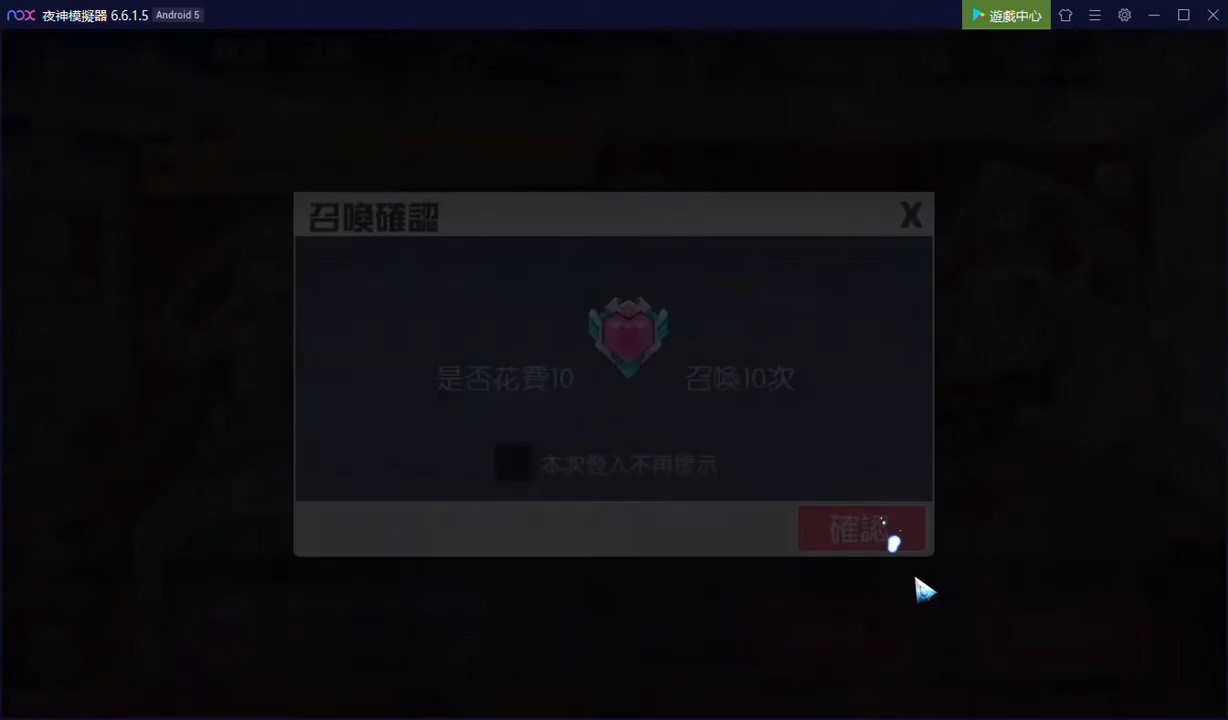 nox 夜神模擬器 6.6.1.5 Android 5
遊戲中心
召喚確認 X
是否花費10 召喚10次
本次登入不再提示
確認